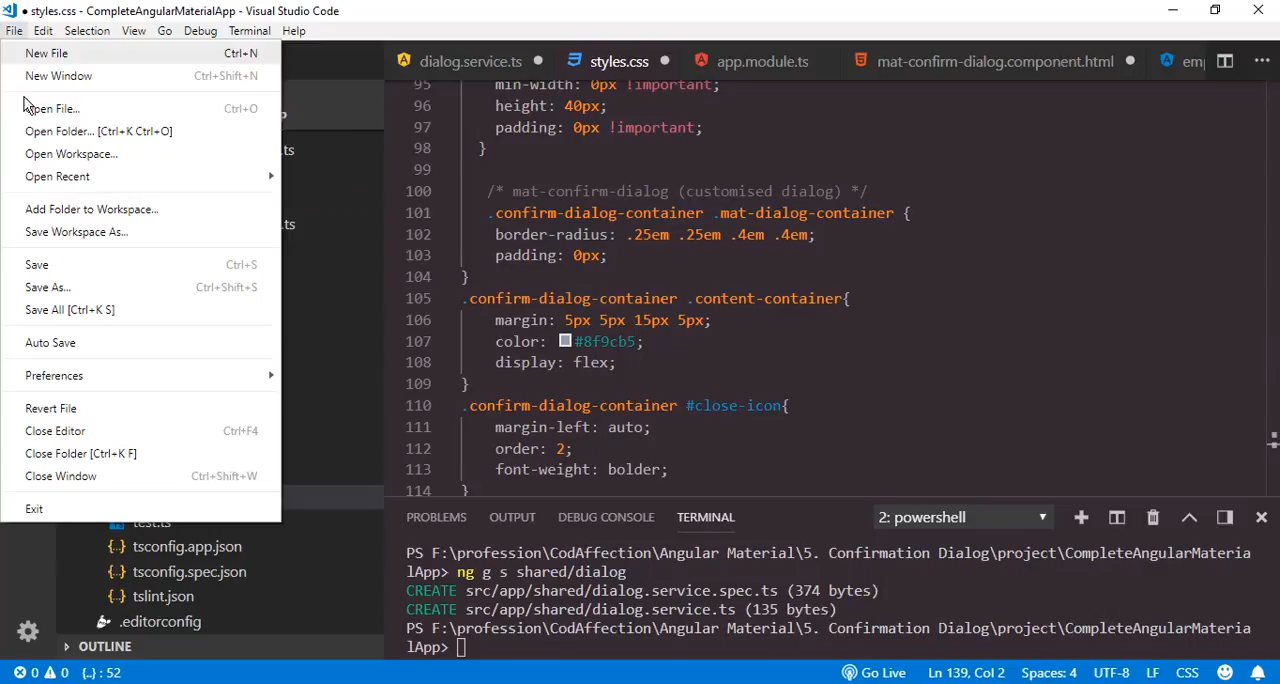 ● styles.css - CompleteAngularMaterialApp - Visual Studio Code
File Edit Selection View Go Debug Terminal Help
New File Ctrl+N
New Window Ctrl+Shift+N
Open File... Ctrl+O
Open Folder... [Ctrl+K Ctrl+O]
Open Workspace...
Open Recent
Add Folder to Workspace...
Save Workspace As...
Save Ctrl+S
Save As... Ctrl+Shift+S
Save All [Ctrl+K S]
Auto Save
Preferences
Revert File
Close Editor Ctrl+F4
Close Folder [Ctrl+K F]
Close Window Ctrl+Shift+W
Exit
.ts
.ts
test.ts
tsconfig.app.json
tsconfig.spec.json
tslint.json
.editorconfig
OUTLINE
dialog.service.ts ● styles.css ● app.module.ts mat-confirm-dialog.component.html ● emp
95 min-width: 0px !important;
96 height: 40px;
97 padding: 0px !important;
98 }
99
100 /* mat-confirm-dialog (customised dialog) */
101 .confirm-dialog-container .mat-dialog-container {
102 border-radius: .25em .25em .4em .4em;
103 padding: 0px;
104 }
105 .confirm-dialog-container .content-container{
106 margin: 5px 5px 15px 5px;
107 color: #8f9cb5;
108 display: flex;
109 }
110 .confirm-dialog-container #close-icon{
111 margin-left: auto;
112 order: 2;
113 font-weight: bolder;
114 }
PROBLEMS OUTPUT DEBUG CONSOLE TERMINAL 2: powershell
PS F:\profession\CodAffection\Angular Material\5. Confirmation Dialog\project\CompleteAngularMateria
lApp> ng g s shared/dialog
CREATE src/app/shared/dialog.service.spec.ts (374 bytes)
CREATE src/app/shared/dialog.service.ts (135 bytes)
PS F:\profession\CodAffection\Angular Material\5. Confirmation Dialog\project\CompleteAngularMateria
lApp>
0 0 {..} : 52 Go Live Ln 139, Col 2 Spaces: 4 UTF-8 LF CSS